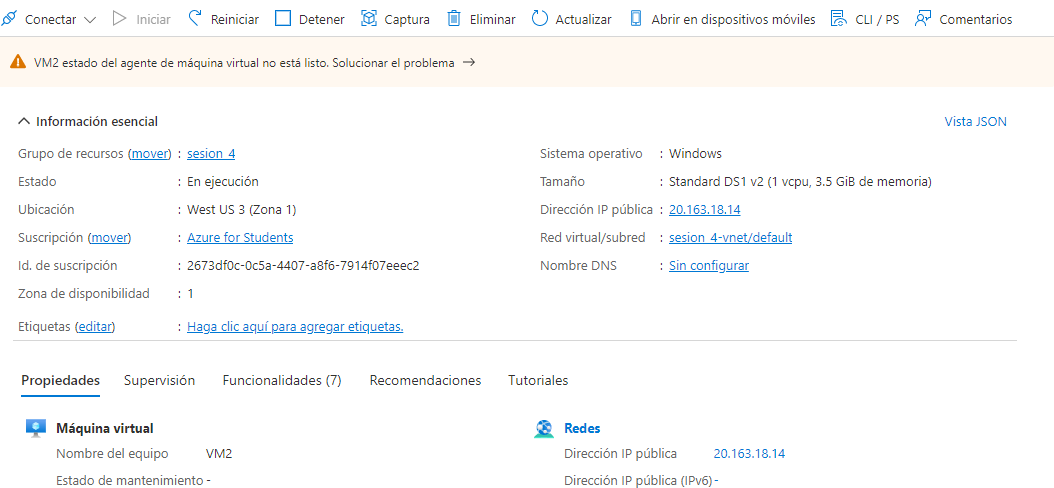 Conectar Iniciar Reiniciar Detener Captura Eliminar Actualizar Abrir en dispositivos móviles CLI / PS Comentarios
VM2 estado del agente de máquina virtual no está listo. Solucionar el problema →
Información esencial
Vista JSON
Grupo de recursos (mover) : sesion_4
Estado : En ejecución
Ubicación : West US 3 (Zona 1)
Suscripción (mover) : Azure for Students
Id. de suscripción : 2673df0c-0c5a-4407-a8f6-7914f07eeec2
Zona de disponibilidad : 1
Etiquetas (editar) : Haga clic aquí para agregar etiquetas.
Sistema operativo : Windows
Tamaño : Standard DS1 v2 (1 vcpu, 3.5 GiB de memoria)
Dirección IP pública : 20.163.18.14
Red virtual/subred : sesion_4-vnet/default
Nombre DNS : Sin configurar
Propiedades Supervisión Funcionalidades (7) Recomendaciones Tutoriales
Máquina virtual
Nombre del equipo VM2
Estado de mantenimiento -
Redes
Dirección IP pública 20.163.18.14
Dirección IP pública (IPv6) -